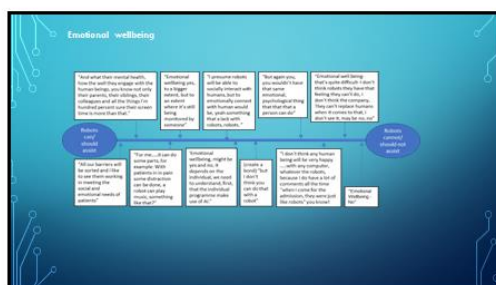 Emotional wellbeing
"And what their mental health,
how the well they engage with the
human beings, you know not only
their parents, their siblings, their
colleagues and all the things I'm
hundred percent sure their screen
time is more than that."
"Emotional
wellbeing yes,
to a bigger
extent, but to an
extent where it's still
being
monitored by
someone"
"I presume robots
will be able to
socially interact with
humans, but to
emotionally connect
with human would
be, yeah something
that a lack with
robots, robots, "
"But again you,
you wouldn't have
that same
emotional,
psychological thing
that that a
person can do"
"Emotional well being,
that's quite difficult I don't
think robots they have that
feeling they can't do, I
don't think the company.
They can't replace humans
when it comes to that, I
don't see it, may be no, no"
Robots
can/
should
assist
Robots
cannot/
should not
assist
"All our barriers will
be sorted and I like
to see them working
in meeting the
social and
emotional needs of
patients"
"For me,...it can do
some parts, for
example. With
patients in in pain
some distraction
can be done, a
robot can play
music, something
like that?"
"Emotional
wellbeing, might be
yes and no, it
depends on the
individual, we need
to understand, first,
that the individual
programme make
use of AI"
(create a
bond) "but
I don't
think you
can do
that with
a robot"
"I don't think any human
being will be very happy
....with any computer,
whatever the robots,
because I do have a lot of
comments all the time
"when I come for the
admission, they were just
like robots" you know!
"Emotional
Wellbeing -
No"